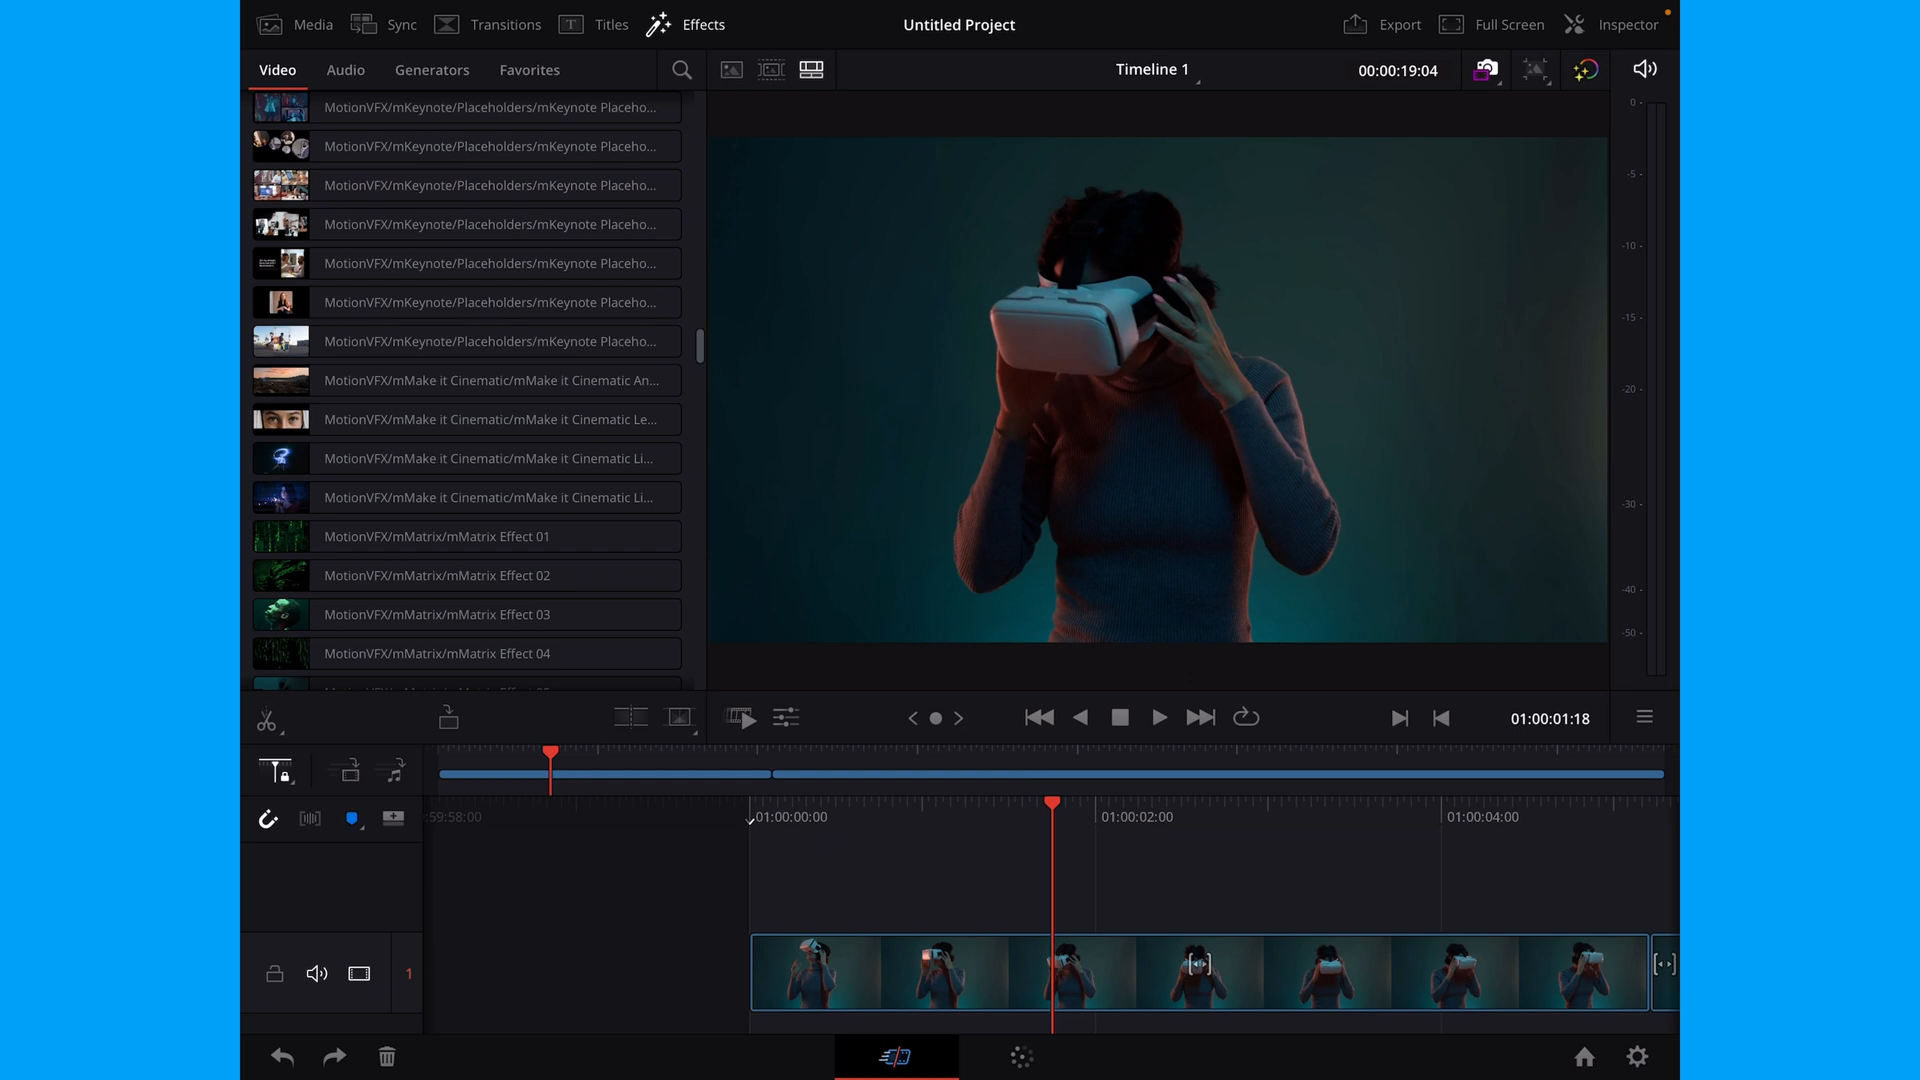 Media
Sync
Transitions
Titles
Effects
Untitled Project
Export
Full Screen
Inspector
Video
Audio
Generators
Favorites
Timeline 1
00:00:19:04
MotionVFX/mKeynote/Placeholders/mKeynote Placeho...
MotionVFX/mKeynote/Placeholders/mKeynote Placeho...
MotionVFX/mKeynote/Placeholders/mKeynote Placeho...
MotionVFX/mKeynote/Placeholders/mKeynote Placeho...
MotionVFX/mKeynote/Placeholders/mKeynote Placeho...
MotionVFX/mKeynote/Placeholders/mKeynote Placeho...
MotionVFX/mKeynote/Placeholders/mKeynote Placeho...
MotionVFX/mMake it Cinematic/mMake it Cinematic An...
MotionVFX/mMake it Cinematic/mMake it Cinematic Le...
MotionVFX/mMake it Cinematic/mMake it Cinematic Li...
MotionVFX/mMake it Cinematic/mMake it Cinematic Li...
MotionVFX/mMatrix/mMatrix Effect 01
MotionVFX/mMatrix/mMatrix Effect 02
MotionVFX/mMatrix/mMatrix Effect 03
MotionVFX/mMatrix/mMatrix Effect 04
0
-5
-10
-15
-20
-30
-40
-50
01:00:01:18
:59:58:00
01:00:00:00
01:00:02:00
01:00:04:00
1